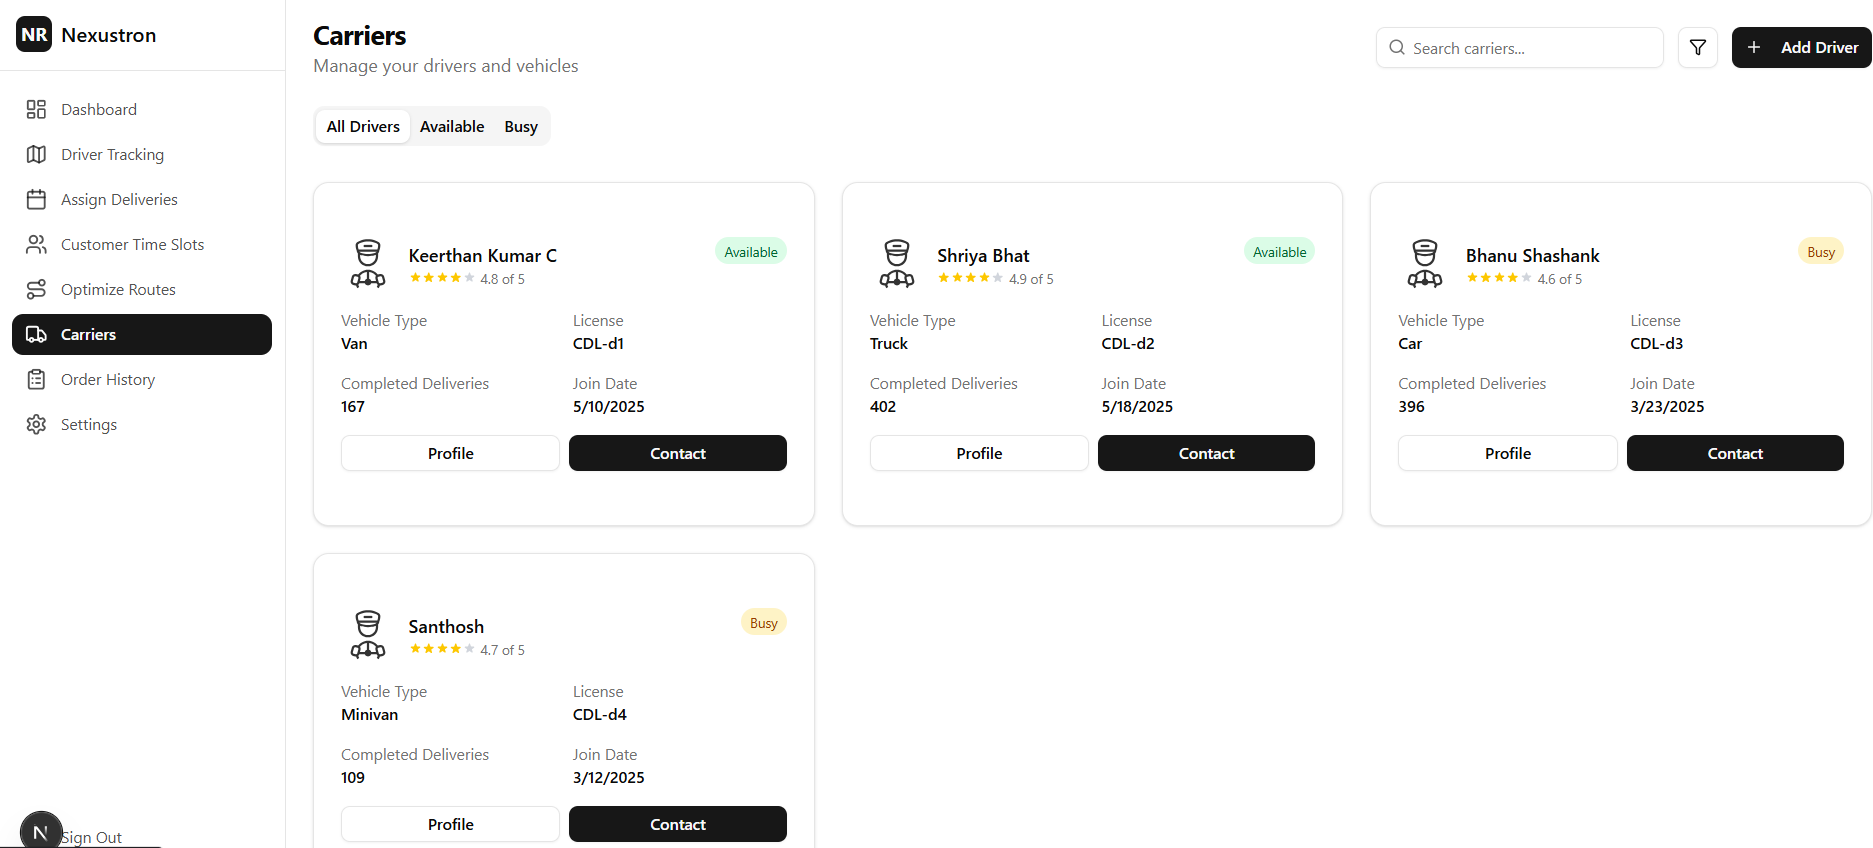 NR Nexustron
Dashboard
Driver Tracking
Assign Deliveries
Customer Time Slots
Optimize Routes
Carriers
Order History
Settings
N
Sign Out
Carriers
Manage your drivers and vehicles
Search carriers...
+ Add Driver
All Drivers Available Busy
Keerthan Kumar C
Available
4.8 of 5
Vehicle Type License
Van CDL-d1
Completed Deliveries Join Date
167 5/10/2025
Profile Contact
Shriya Bhat
Available
4.9 of 5
Vehicle Type License
Truck CDL-d2
Completed Deliveries Join Date
402 5/18/2025
Profile Contact
Bhanu Shashank
Busy
4.6 of 5
Vehicle Type License
Car CDL-d3
Completed Deliveries Join Date
396 3/23/2025
Profile Contact
Santhosh
Busy
4.7 of 5
Vehicle Type License
Minivan CDL-d4
Completed Deliveries Join Date
109 3/12/2025
Profile Contact